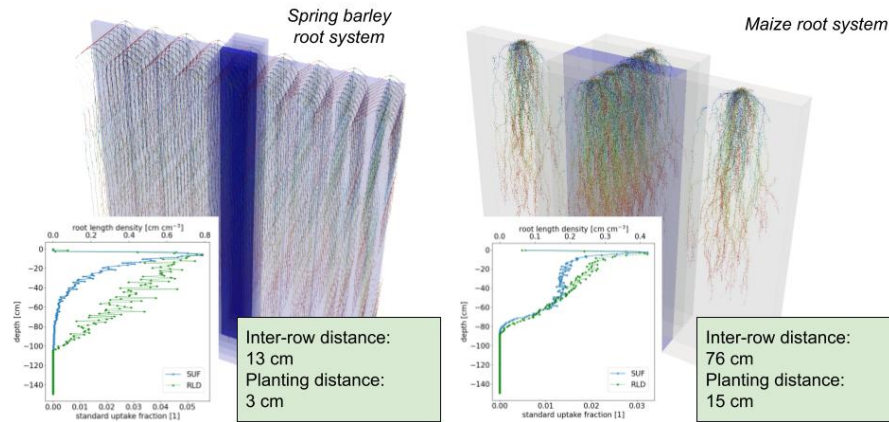 Spring barley
root system
root length density [cm cm⁻³]
0.0 0.2 0.4 0.6 0.8
depth [cm]
0
−20
−40
−60
−80
−100
−120
−140
SUF
RLD
0.00 0.01 0.02 0.03 0.04 0.05
standard uptake fraction [1]
Inter-row distance:
13 cm
Planting distance:
3 cm
Maize root system
root length density [cm cm⁻³]
0.0 0.1 0.2 0.3 0.4
depth [cm]
0
−20
−40
−60
−80
−100
−120
−140
SUF
RLD
0.00 0.01 0.02 0.03
standard uptake fraction [1]
Inter-row distance:
76 cm
Planting distance:
15 cm